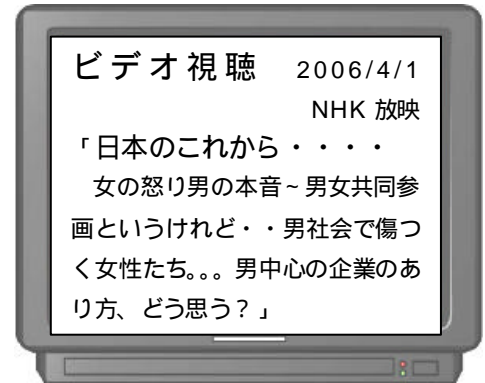 ビデオ視聴 2006/4/1
NHK 放映
「日本のこれから・・・・
女の怒り男の本音~男女共同参
画というけれど・・男社会で傷つ
く女性たち。。。男中心の企業のあ
り方、どう思う？」